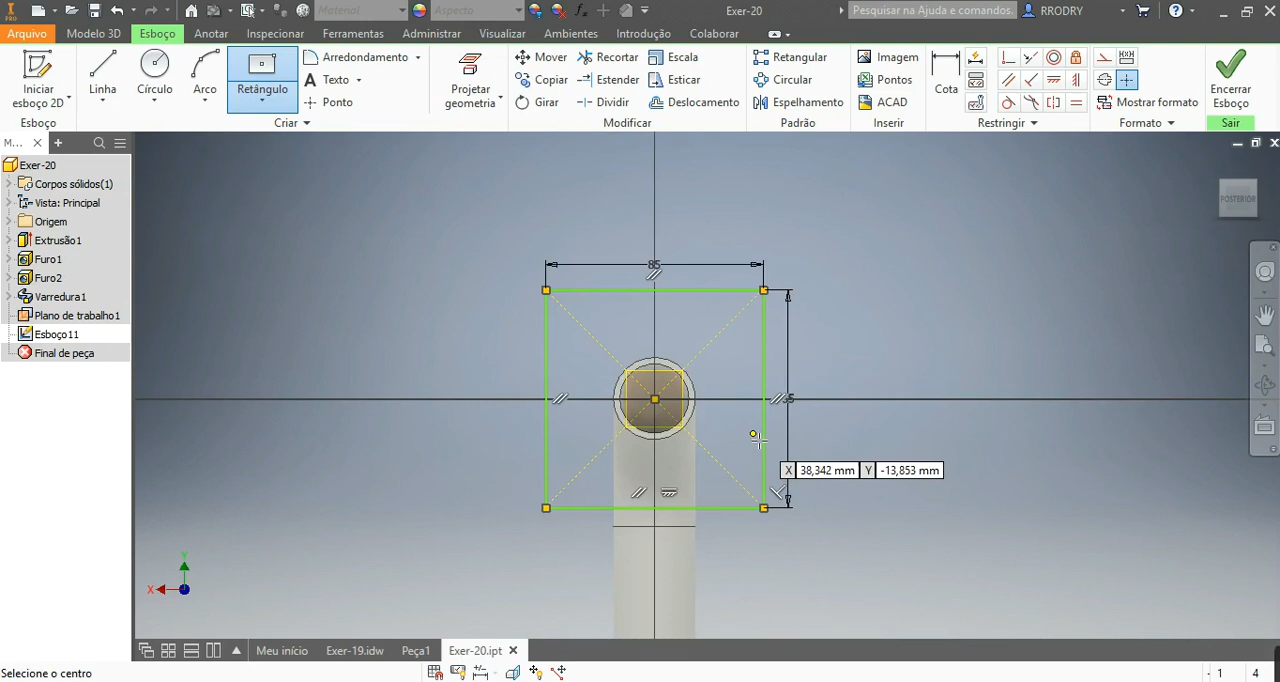 PRO Material Aspecto fx Exer-20 Pesquisar na Ajuda e comandos. RRODRY ?
Arquivo Modelo 3D Esboço Anotar Inspecionar Ferramentas Administrar Visualizar Ambientes Introdução Colaborar
Iniciar esboço 2D
Linha
Círculo
Arco
Retângulo
Arredondamento
A Texto
Ponto
Projetar geometria
Mover Recortar Escala
Copiar Estender Esticar
Girar Dividir Deslocamento
Retangular
Circular
Espelhamento
Imagem
Pontos
ACAD
Cota
Mostrar formato
Encerrar Esboço
Esboço Criar Modificar Padrão Inserir Restringir Formato Sair
M...
Exer-20
Corpos sólidos(1)
Vista: Principal
Origem
Extrusão1
Furo1
Furo2
Varredura1
Plano de trabalho1
Esboço11
Final de peça
POSTERIOR
85
X 38,342 mm Y -13,853 mm
Y
X
Meu início Exer-19.idw Peça1 Exer-20.ipt
Selecione o centro 1 4